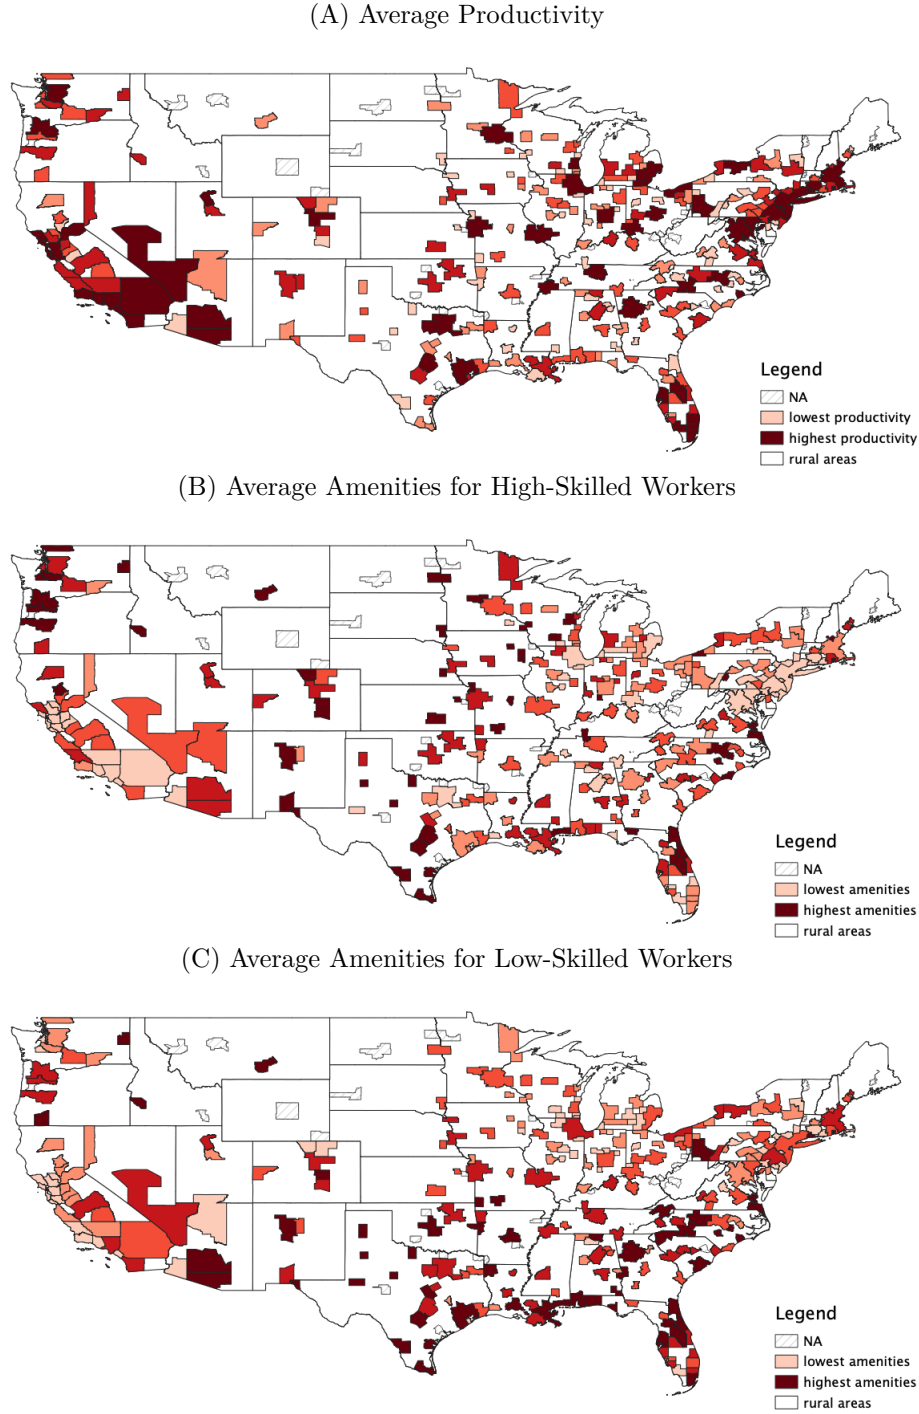 (A) Average Productivity
Legend
NA
lowest productivity
highest productivity
rural areas
(B) Average Amenities for High-Skilled Workers
Legend
NA
lowest amenities
highest amenities
rural areas
(C) Average Amenities for Low-Skilled Workers
Legend
NA
lowest amenities
highest amenities
rural areas